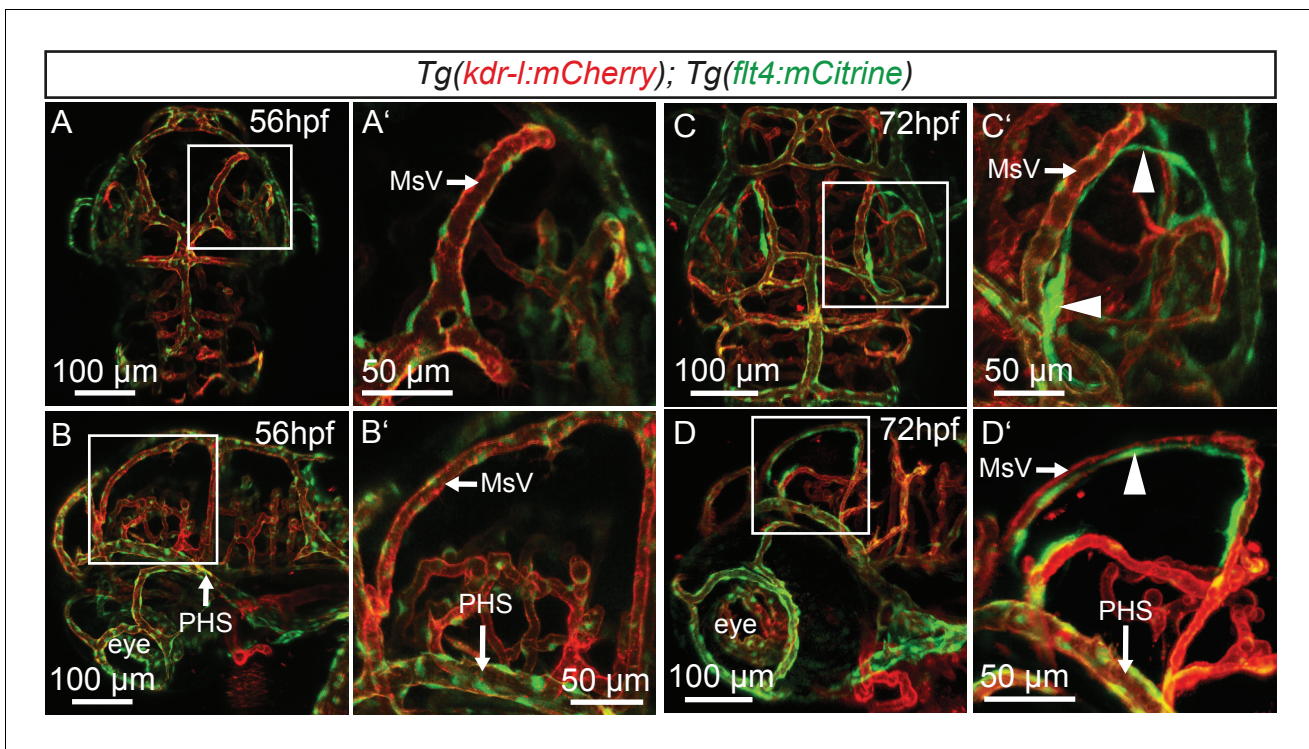 Tg(kdr-l:mCherry); Tg(flt4:mCitrine)
A
56hpf
100 µm
A‘
MsV
50 µm
C
72hpf
100 µm
C‘
MsV
50 µm
B
56hpf
PHS
eye
100 µm
B‘
MsV
PHS
50 µm
D
72hpf
eye
100 µm
D‘
MsV
PHS
50 µm